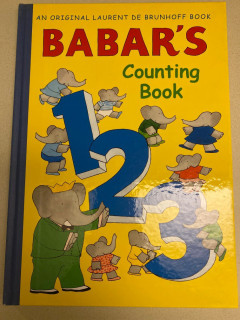 AN ORIGINAL LAURENT DE BRUNHOFF BOOK
BABAR'S
Counting
Book
1
2
3